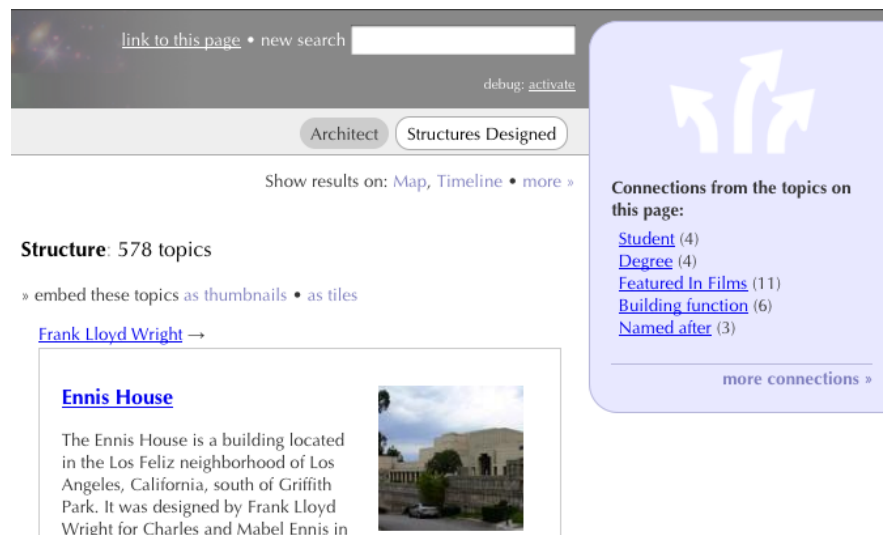 link to this page • new search
debug: activate
Architect Structures Designed
Show results on: Map, Timeline • more »
Structure: 578 topics
» embed these topics as thumbnails • as tiles
Frank Lloyd Wright →
Ennis House
The Ennis House is a building located
in the Los Feliz neighborhood of Los
Angeles, California, south of Griffith
Park. It was designed by Frank Lloyd
Wright for Charles and Mabel Ennis in
Connections from the topics on
this page:
Student (4)
Degree (4)
Featured In Films (11)
Building function (6)
Named after (3)
more connections »